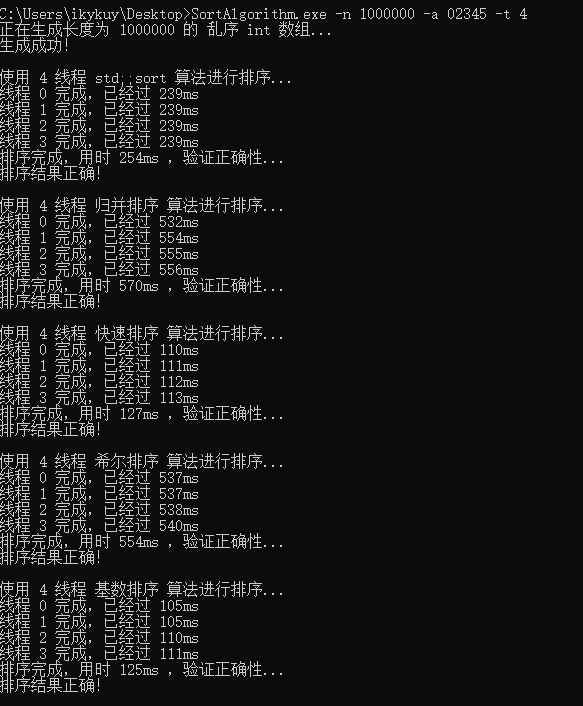 C:\Users\ikykuy\Desktop>SortAlgorithm.exe -n 1000000 -a 02345 -t 4
正在生成长度为 1000000 的 乱序 int 数组...
生成成功!
使用 4 线程 std::sort 算法进行排序...
线程 0 完成, 已经过 239ms
线程 1 完成, 已经过 239ms
线程 2 完成, 已经过 239ms
线程 3 完成, 已经过 239ms
排序完成, 用时 254ms , 验证正确性...
排序结果正确!
使用 4 线程 归并排序 算法进行排序...
线程 0 完成, 已经过 532ms
线程 1 完成, 已经过 554ms
线程 2 完成, 已经过 555ms
线程 3 完成, 已经过 556ms
排序完成, 用时 570ms , 验证正确性...
排序结果正确!
使用 4 线程 快速排序 算法进行排序...
线程 0 完成, 已经过 110ms
线程 1 完成, 已经过 111ms
线程 2 完成, 已经过 112ms
线程 3 完成, 已经过 113ms
排序完成, 用时 127ms , 验证正确性...
排序结果正确!
使用 4 线程 希尔排序 算法进行排序...
线程 0 完成, 已经过 537ms
线程 1 完成, 已经过 537ms
线程 2 完成, 已经过 538ms
线程 3 完成, 已经过 540ms
排序完成, 用时 554ms , 验证正确性...
排序结果正确!
使用 4 线程 基数排序 算法进行排序...
线程 0 完成, 已经过 105ms
线程 1 完成, 已经过 105ms
线程 2 完成, 已经过 110ms
线程 3 完成, 已经过 111ms
排序完成, 用时 125ms , 验证正确性...
排序结果正确!